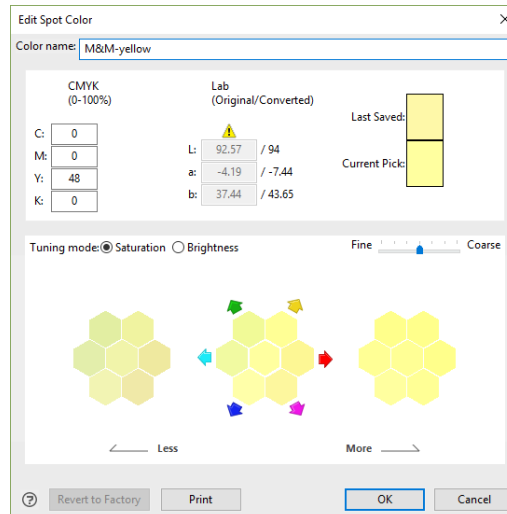 Edit Spot Color
Color name: M&M-yellow
CMYK
(0-100%)
Lab
(Original/Converted)
C: 0
M: 0
Y: 48
K: 0
L: 92.57 / 94
a: -4.19 / -7.44
b: 37.44 / 43.65
Last Saved:
Current Pick:
Tuning mode: Saturation Brightness
Fine Coarse
Less More
? Revert to Factory Print OK Cancel